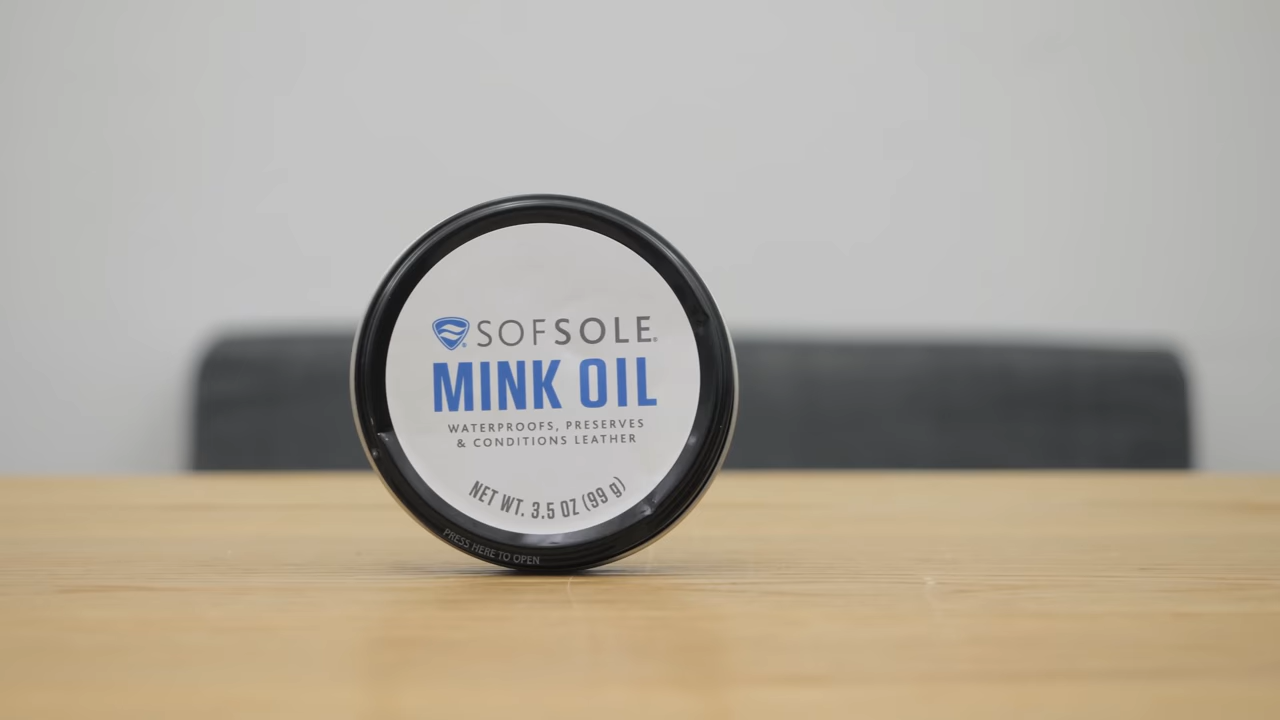 SOFSOLE®
MINK OIL
WATERPROOFS, PRESERVES
& CONDITIONS LEATHER
NET WT. 3.5 OZ (99 g)
PRESS HERE TO OPEN